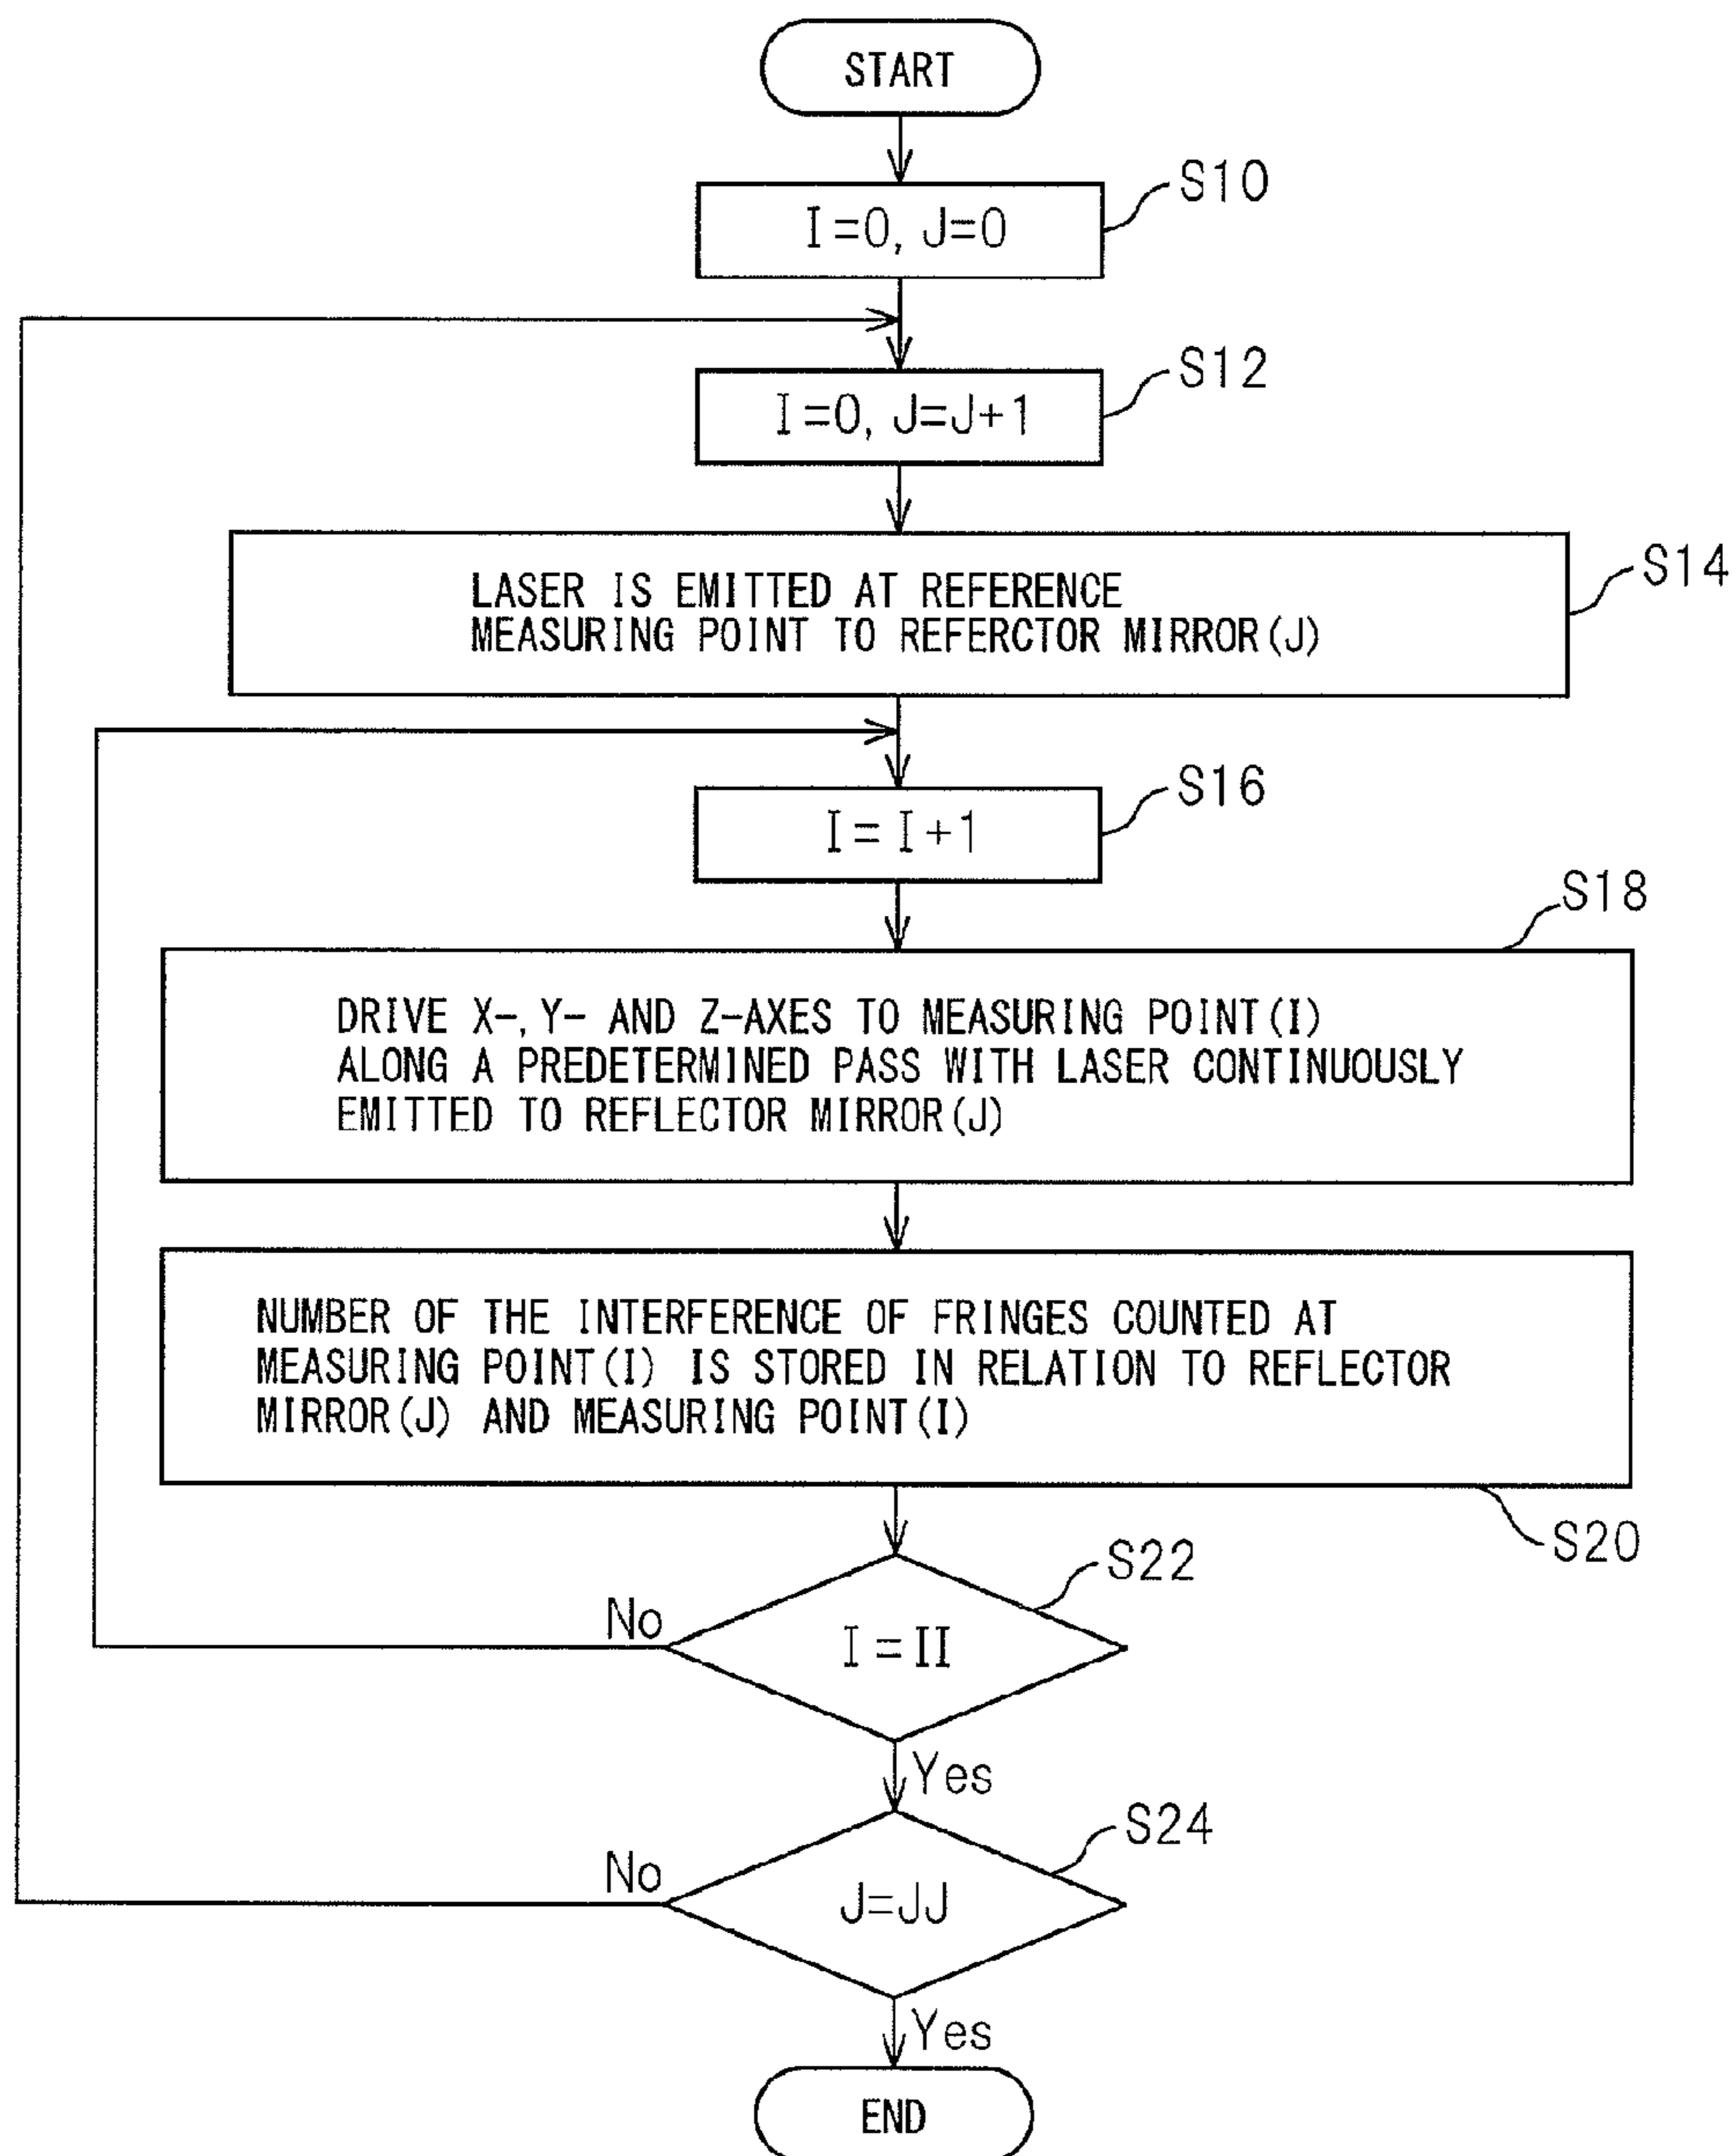 START
S10
I=0, J=0
S12
I=0, J=J+1
S14
LASER IS EMITTED AT REFERENCE
MEASURING POINT TO REFERCTOR MIRROR(J)
S16
I=I+1
S18
DRIVE X-,Y- AND Z-AXES TO MEASURING POINT(I)
ALONG A PREDETERMINED PASS WITH LASER CONTINUOUSLY
EMITTED TO REFLECTOR MIRROR(J)
NUMBER OF THE INTERFERENCE OF FRINGES COUNTED AT
MEASURING POINT(I) IS STORED IN RELATION TO REFLECTOR
MIRROR(J) AND MEASURING POINT(I)
S20
S22
No
I=II
Yes
S24
No
J=JJ
Yes
END